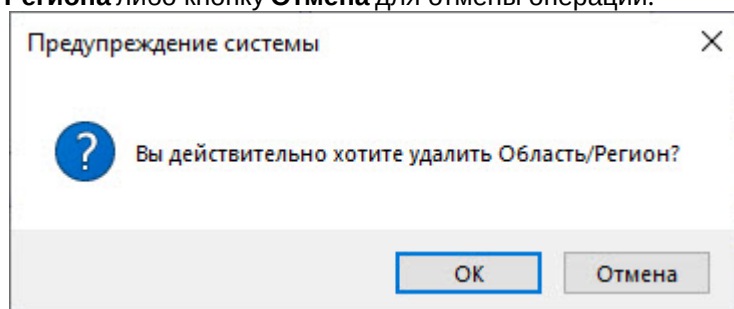 Региона либо кнопку Отмена для отмены операции.
Предупреждение системы
Вы действительно хотите удалить Область/Регион?
ОК Отмена